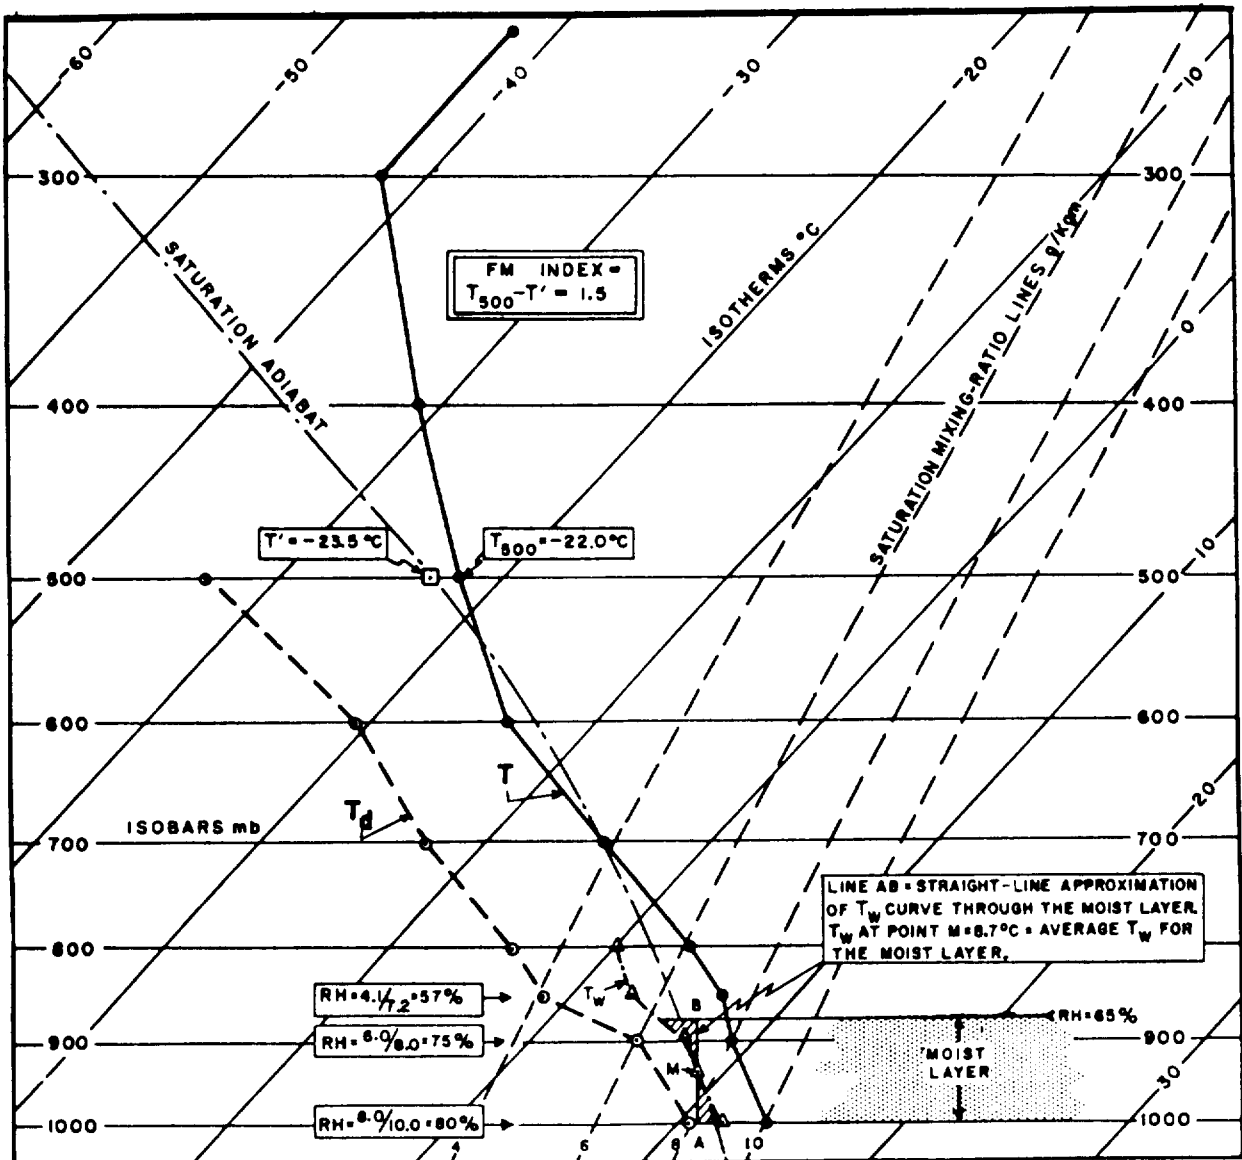 -60
-50
-40
-30
-20
-10
300
300
SATURATION ADIABAT
FM INDEX =
T500-T' = 1.5
ISOTHERMS °C
SATURATION MIXING-RATIO LINES g/Kgm
0
400
400
T' = -23.5 °C
T500 = -22.0°C
10
500
500
600
600
T
Td
20
ISOBARS mb
700
700
LINE AB = STRAIGHT-LINE APPROXIMATION
OF Tw CURVE THROUGH THE MOIST LAYER.
Tw AT POINT M = 8.7°C = AVERAGE Tw FOR
THE MOIST LAYER.
800
800
Tw
RH = 4.1/7.2 = 57%
B
RH = 65%
900
RH = 6.0/8.0 = 75%
900
MOIST
LAYER
M
30
1000
RH = 8.0/10.0 = 80%
1000
4
6
8
A
10